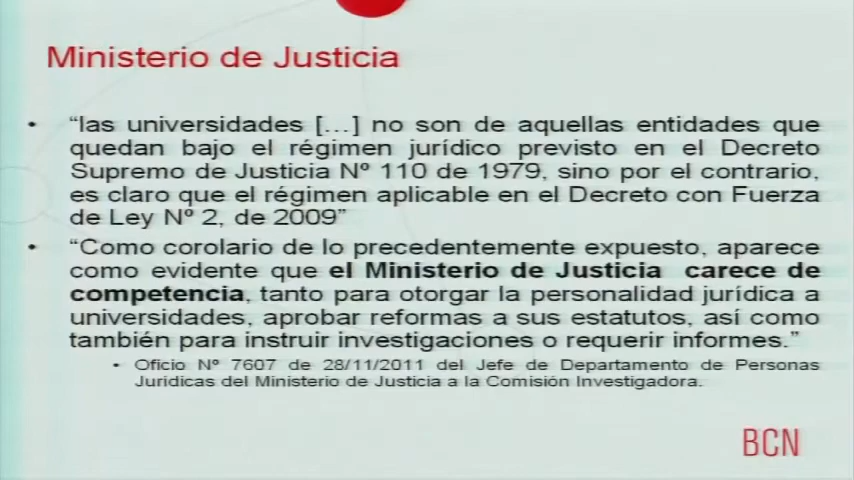 Ministerio de Justicia
• “las universidades [...] no son de aquellas entidades que
quedan bajo el régimen jurídico previsto en el Decreto
Supremo de Justicia Nº 110 de 1979, sino por el contrario,
es claro que el régimen aplicable en el Decreto con Fuerza
de Ley Nº 2, de 2009”
• “Como corolario de lo precedentemente expuesto, aparece
como evidente que el Ministerio de Justicia carece de
competencia, tanto para otorgar la personalidad jurídica a
universidades, aprobar reformas a sus estatutos, así como
también para instruir investigaciones o requerir informes.”
• Oficio Nº 7607 de 28/11/2011 del Jefe de Departamento de Personas
Jurídicas del Ministerio de Justicia a la Comisión Investigadora.
BCN